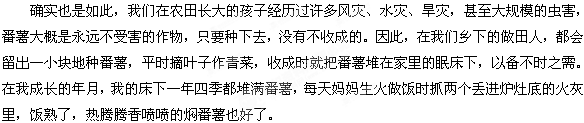 确实也是如此，我们在农田长大的孩子经历过许多风灾、水灾、旱灾，甚至大规模的虫害，
番薯大概是永远不受害的作物，只要种下去，没有不收成的。因此，在我们乡下的做田人，都会
留出一小块地种番薯，平时摘叶子作青菜，收成时就把番薯堆在家里的眠床下，以备不时之需。
在我成长的年月，我的床下一年四季都堆满番薯，每天妈妈生火做饭时抓两个丢进炉灶底的火灰
里，饭熟了，热腾腾香喷喷的焖番薯也好了。